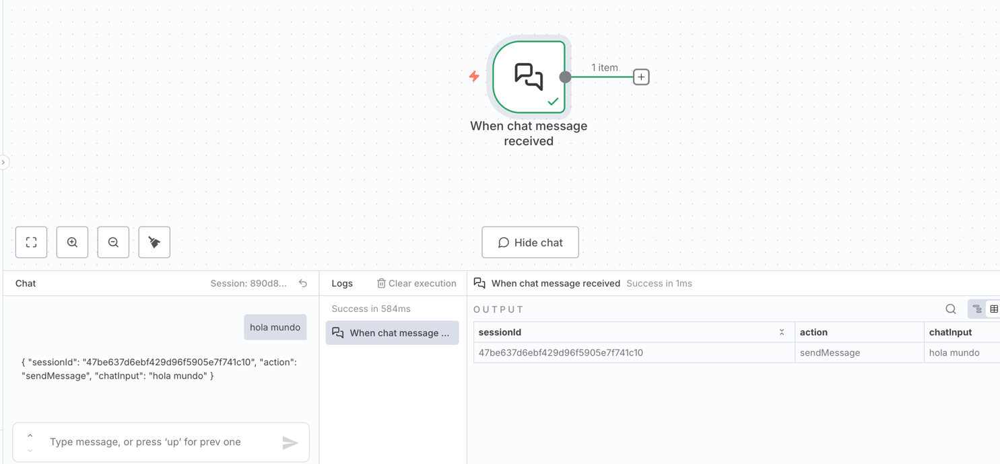 1 item
When chat message
received
Hide chat
Chat
Session: 890d8...
Logs
Clear execution
When chat message received
Success in 1ms
hola mundo
{ "sessionId": "47be637d6ebf429d96f5905e7f741c10", "action":
"sendMessage", "chatInput": "hola mundo" }
Type message, or press ‘up’ for prev one
Success in 584ms
When chat message ...
OUTPUT
sessionId action chatInput
47be637d6ebf429d96f5905e7f741c10 sendMessage hola mundo